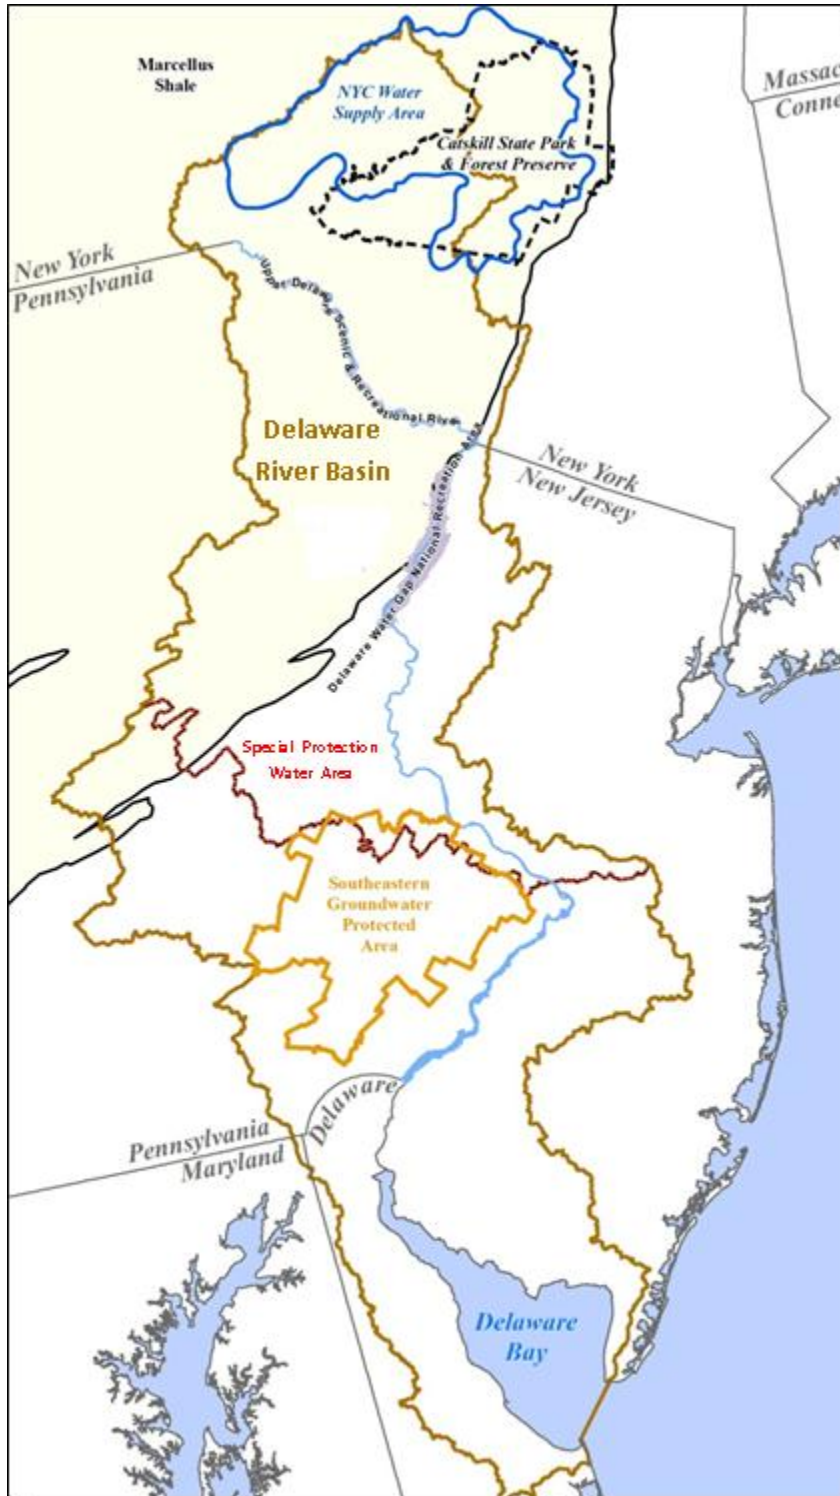 Marcellus
Shale
NYC Water
Supply Area
Catskill State Park
& Forest Preserve
Massac
Conne
New York
Pennsylvania
Upper Delaware Scenic & Recreational River
Delaware
River Basin
New York
New Jersey
Delaware Water Gap National Recreation Area
Special Protection
Water Area
Southeastern
Groundwater
Protected
Area
Delaware
Pennsylvania
Maryland
Delaware
Bay